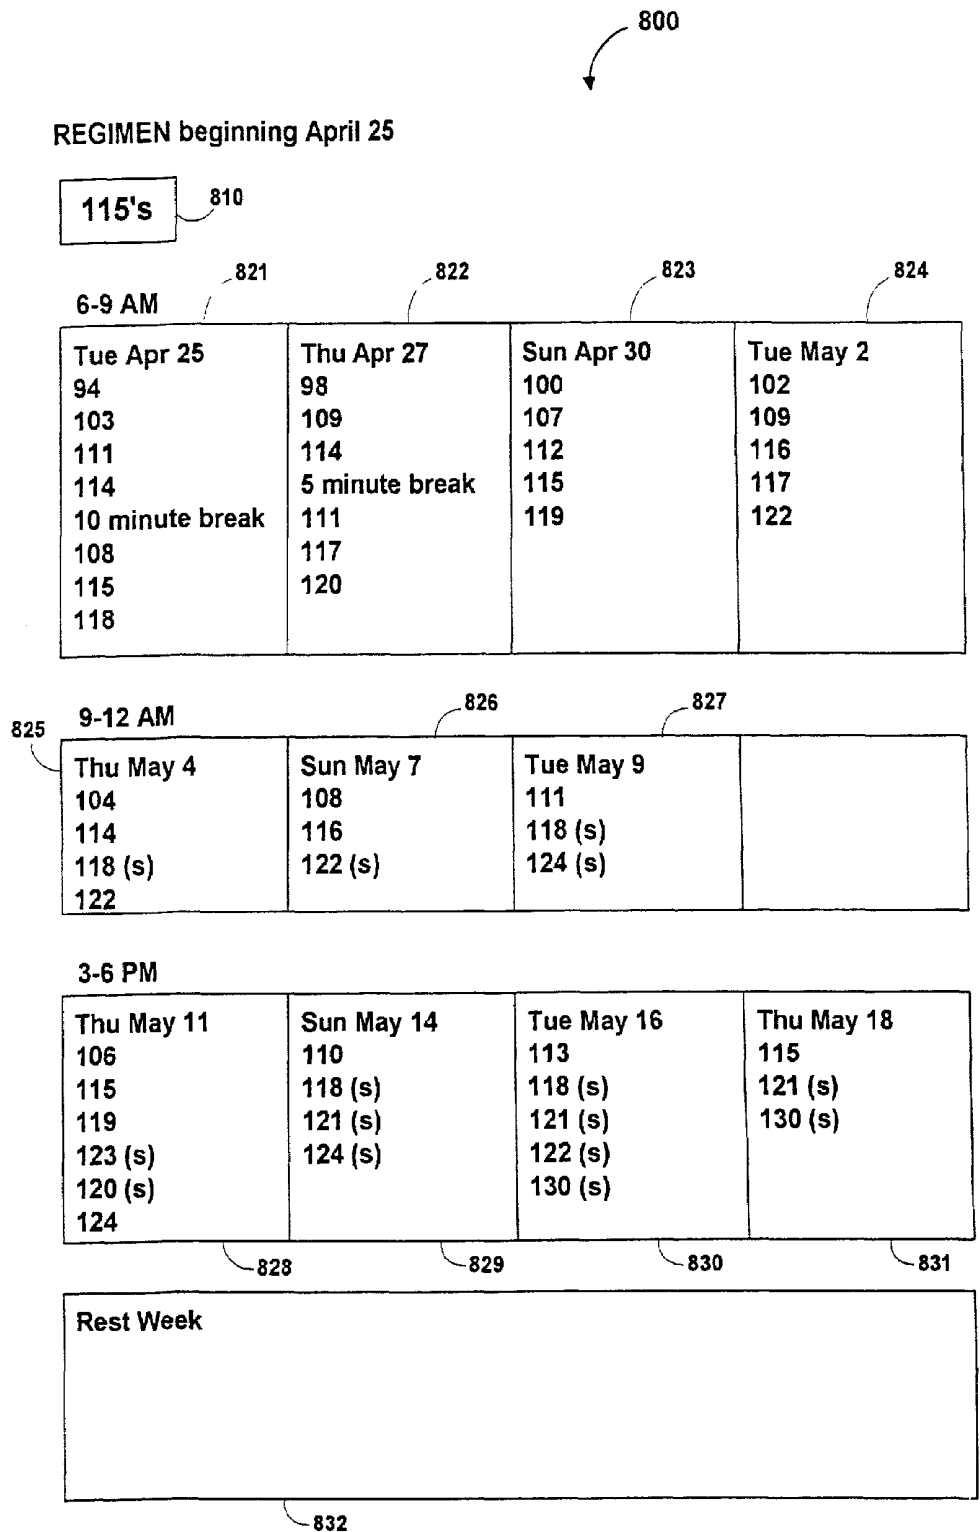 800
REGIMEN beginning April 25
115's
810
821
822
823
824
6-9 AM
Tue Apr 25
94
103
111
114
10 minute break
108
115
118
Thu Apr 27
98
109
114
5 minute break
111
117
120
Sun Apr 30
100
107
112
115
119
Tue May 2
102
109
116
117
122
825
9-12 AM
826
827
Thu May 4
104
114
118 (s)
122
Sun May 7
108
116
122 (s)
Tue May 9
111
118 (s)
124 (s)
3-6 PM
Thu May 11
106
115
119
123 (s)
120 (s)
124
Sun May 14
110
118 (s)
121 (s)
124 (s)
Tue May 16
113
118 (s)
121 (s)
122 (s)
130 (s)
Thu May 18
115
121 (s)
130 (s)
828
829
830
831
Rest Week
832